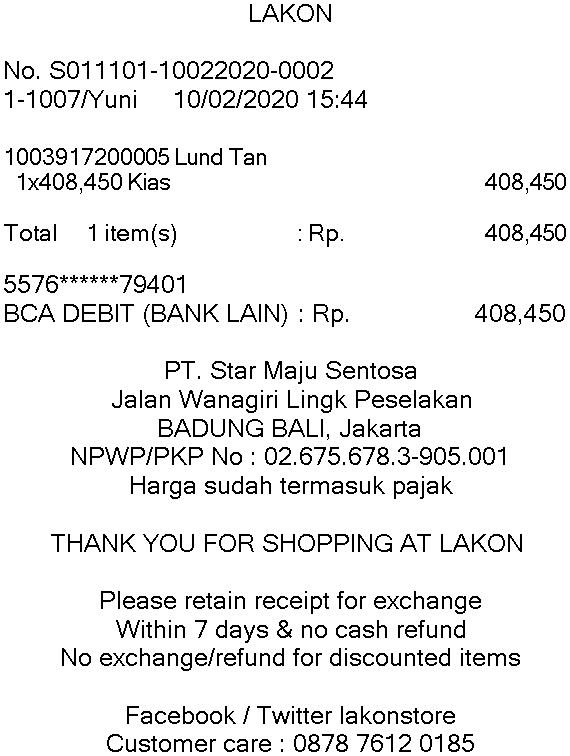 LAKON
No. S011101-10022020-0002
1-1007/Yuni 10/02/2020 15:44
1003917200005 Lund Tan
1x408,450 Kias 408,450
Total 1 item(s) : Rp. 408,450
5576******79401
BCA DEBIT (BANK LAIN) : Rp. 408,450
PT. Star Maju Sentosa
Jalan Wanagiri Lingk Peselakan
BADUNG BALI, Jakarta
NPWP/PKP No : 02.675.678.3-905.001
Harga sudah termasuk pajak
THANK YOU FOR SHOPPING AT LAKON
Please retain receipt for exchange
Within 7 days & no cash refund
No exchange/refund for discounted items
Facebook / Twitter lakonstore
Customer care : 0878 7612 0185